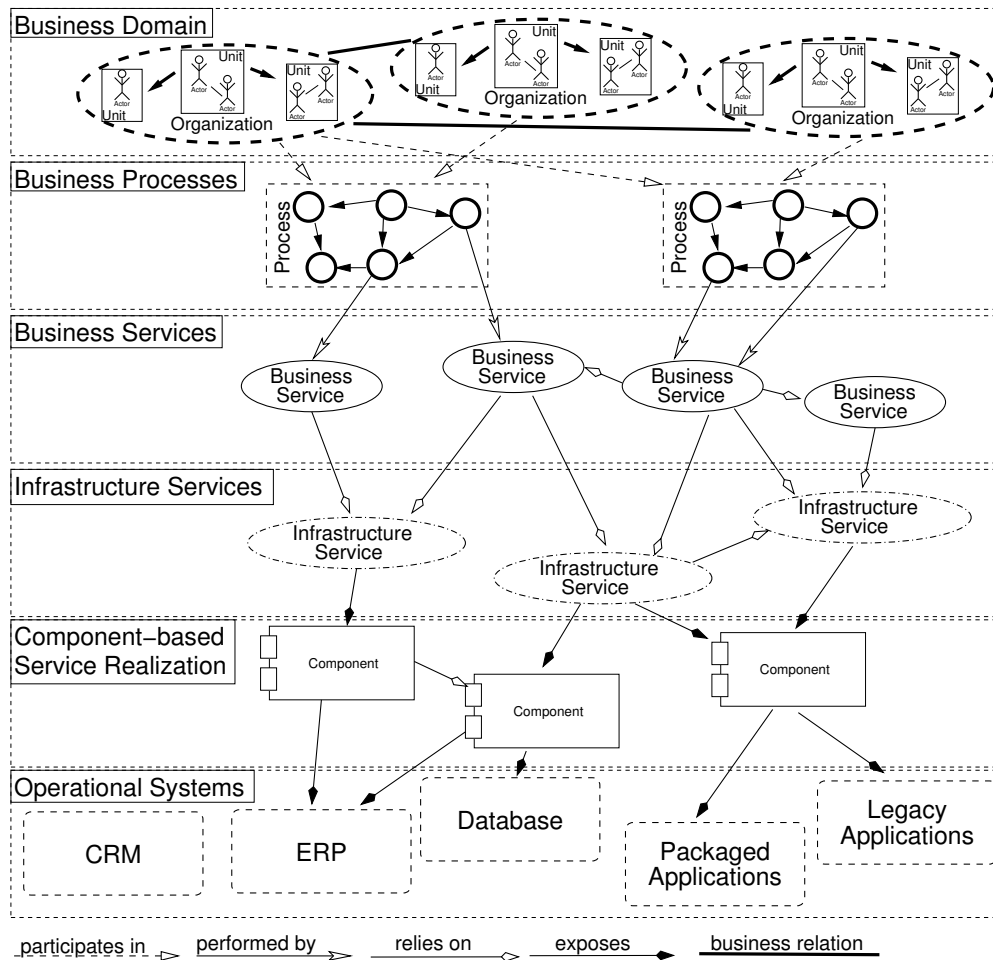 Business Domain
Unit
Actor
Actor
Actor
Unit
Unit
Actor
Actor
Organization
Unit
Actor
Actor
Actor
Unit
Unit
Actor
Actor
Organization
Unit
Actor
Actor
Actor
Unit
Unit
Actor
Actor
Organization
Business Processes
Process
Process
Business Services
Business
Service
Business
Service
Business
Service
Business
Service
Infrastructure Services
Infrastructure
Service
Infrastructure
Service
Infrastructure
Service
Component−based
Service Realization
Component
Component
Component
Operational Systems
CRM
ERP
Database
Packaged
Applications
Legacy
Applications
participates in
performed by
relies on
exposes
business relation